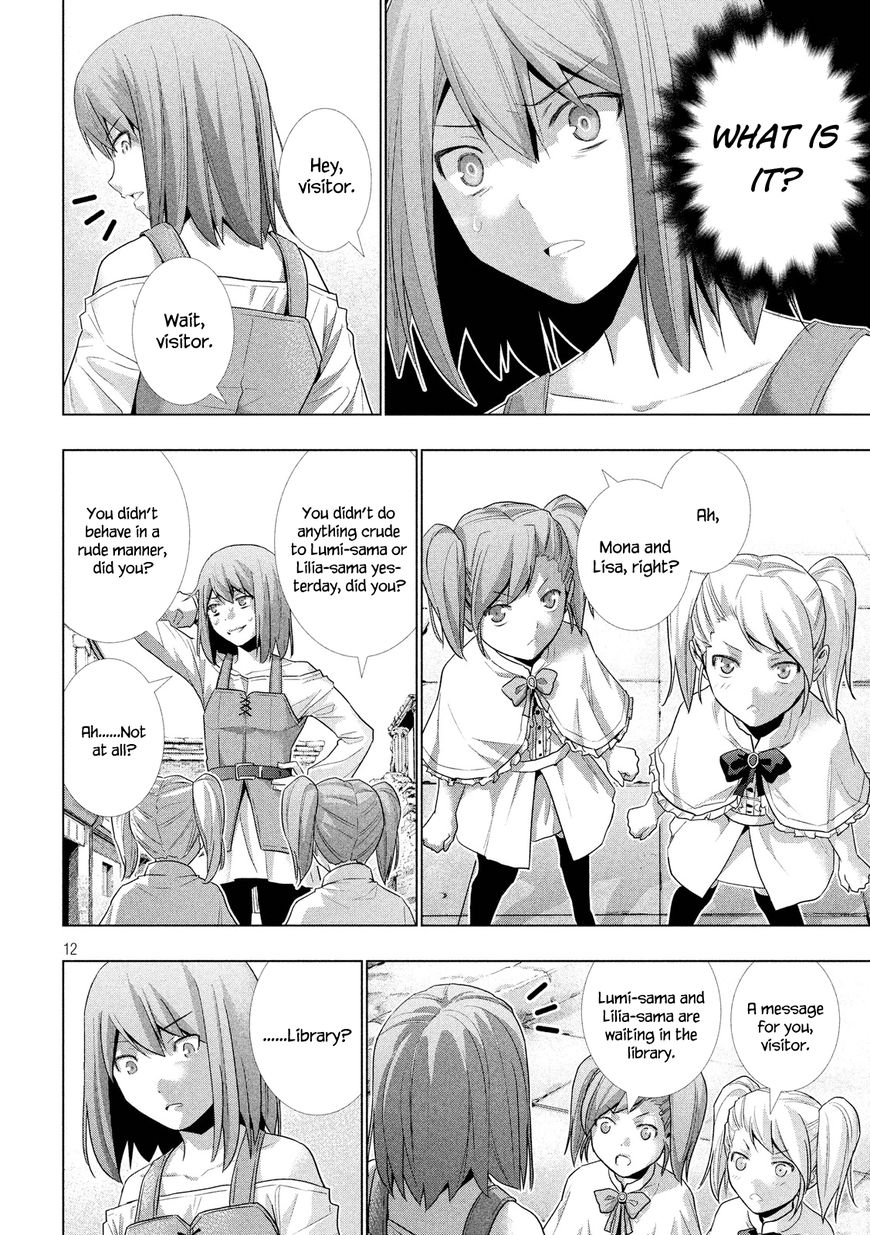 WHAT IS
IT?
Hey,
visitor.
Wait,
visitor.
Ah,
Mona and
Lisa, right?
You didn't do
anything crude
to Lumi-sama or
Lilia-sama yes-
terday, did you?
You didn't
behave in a
rude manner,
did you?
Ah......Not
at all?
12
A message
for you,
visitor.
Lumi-sama and
Lilia-sama are
waiting in the
library.
......Library?